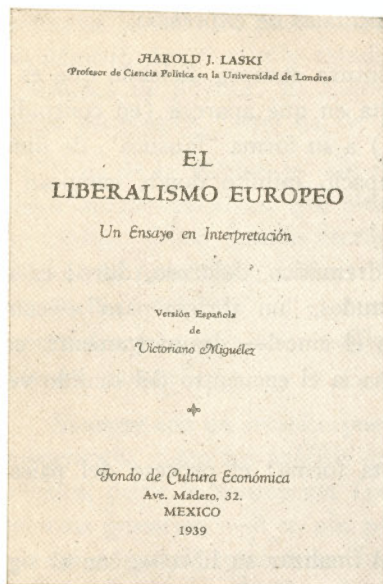 HAROLD J. LASKI
Profesor de Ciencia Política en la Universidad de Londres
EL
LIBERALISMO EUROPEO
Un Ensayo en Interpretación
Versión Española
de
Victoriano Miguélez
Fondo de Cultura Económica
Ave. Madero, 32.
MEXICO
1939